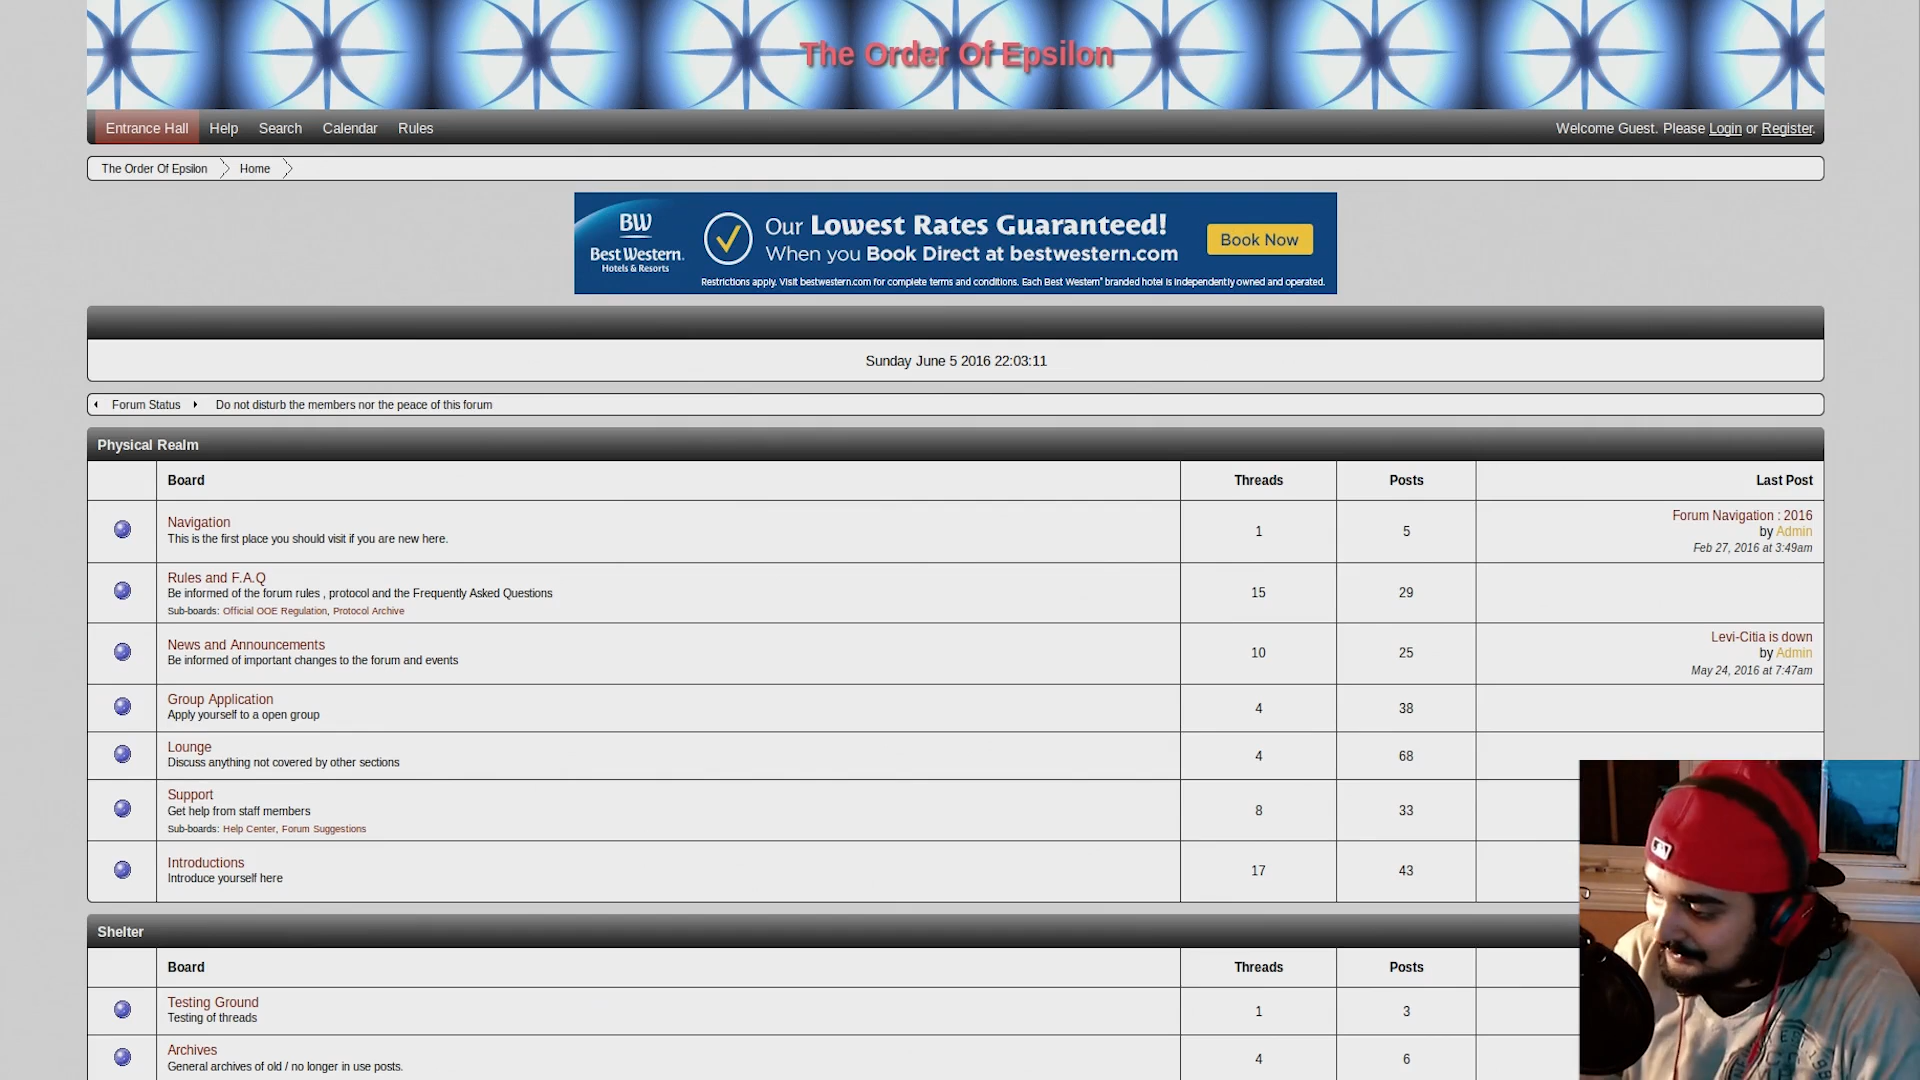 The Order Of Epsilon
Entrance Hall Help Search Calendar Rules Welcome Guest. Please Login or Register.
The Order Of Epsilon Home
BW
Best Western.
Hotels & Resorts
Our Lowest Rates Guaranteed!
When you Book Direct at bestwestern.com
Book Now
Restrictions apply. Visit bestwestern.com for complete terms and conditions. Each Best Western® branded hotel is independently owned and operated.
Sunday June 5 2016 22:03:11
Forum Status Do not disturb the members nor the peace of this forum
Physical Realm
Board Threads Posts Last Post
Navigation
This is the first place you should visit if you are new here.
1 5
Forum Navigation : 2016
by Admin
Feb 27, 2016 at 3:49am
Rules and F.A.Q
Be informed of the forum rules , protocol and the Frequently Asked Questions
Sub-boards: Official OOE Regulation, Protocol Archive
15 29
News and Announcements
Be informed of important changes to the forum and events
10 25
Levi-Citia is down
by Admin
May 24, 2016 at 7:47am
Group Application
Apply yourself to a open group
4 38
Lounge
Discuss anything not covered by other sections
4 68
Support
Get help from staff members
Sub-boards: Help Center, Forum Suggestions
8 33
Introductions
Introduce yourself here
17 43
Shelter
Board Threads Posts
Testing Ground
Testing of threads
1 3
Archives
General archives of old / no longer in use posts.
4 6